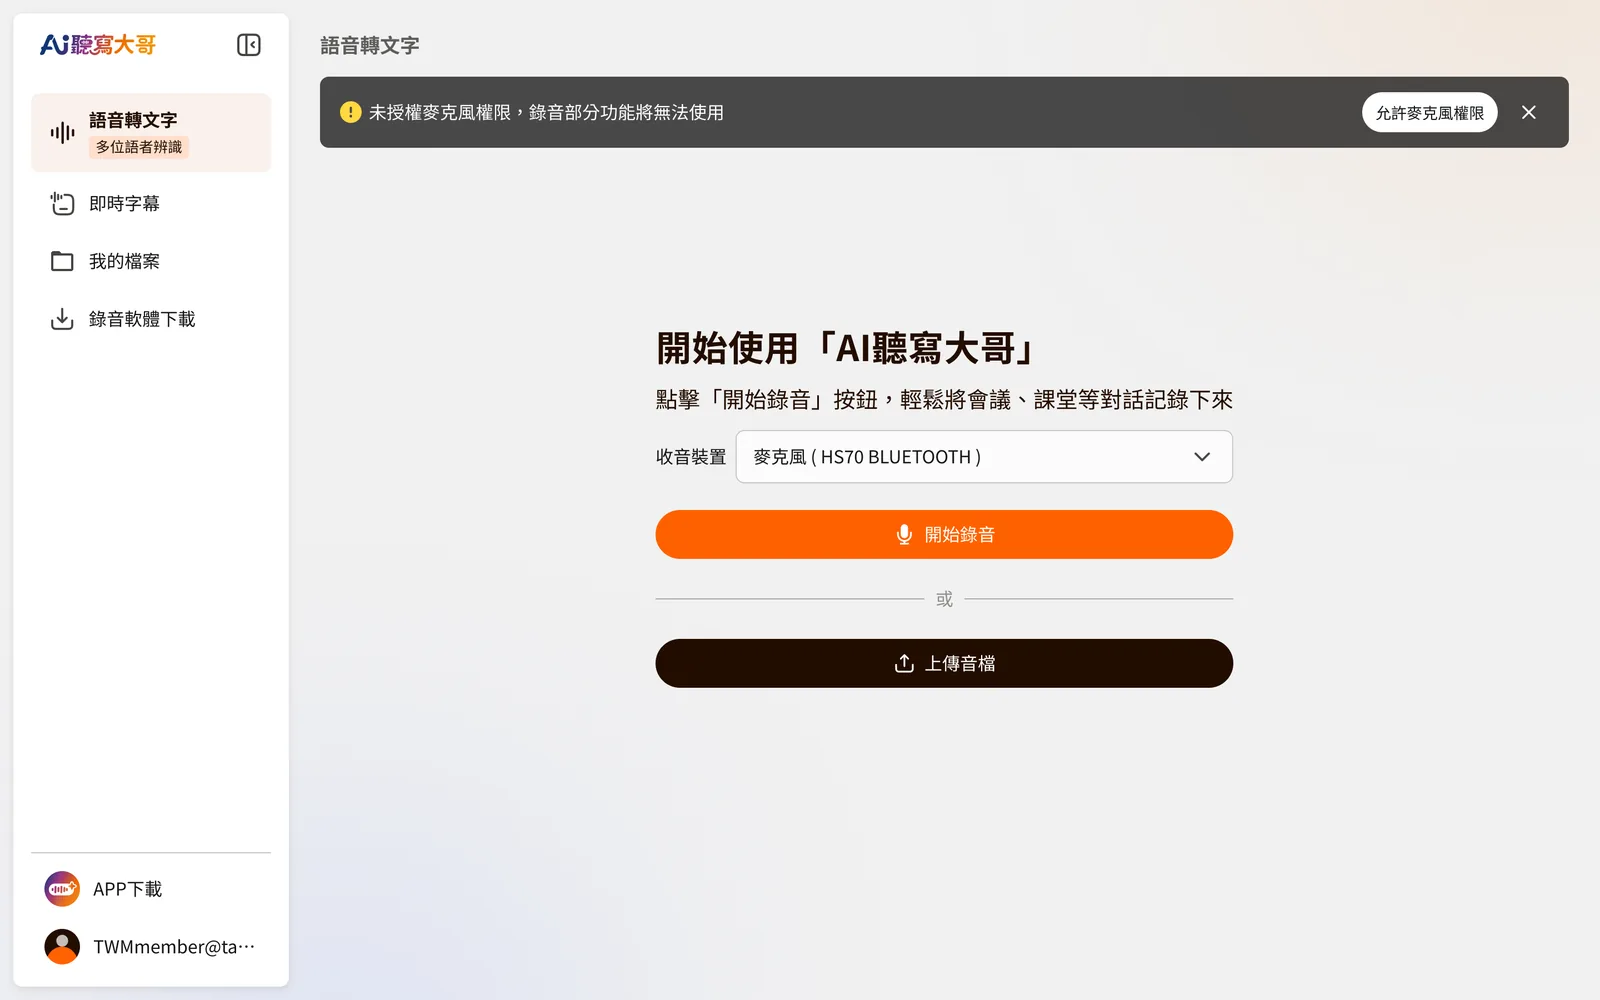 Ai聽寫大哥
語音轉文字
多位語者辨識
即時字幕
我的檔案
錄音軟體下載
APP下載
TWMmember@ta···
語音轉文字
未授權麥克風權限，錄音部分功能將無法使用
允許麥克風權限
開始使用「AI聽寫大哥」
點擊「開始錄音」按鈕，輕鬆將會議、課堂等對話記錄下來
收音裝置
麥克風 ( HS70 BLUETOOTH )
開始錄音
或
上傳音檔